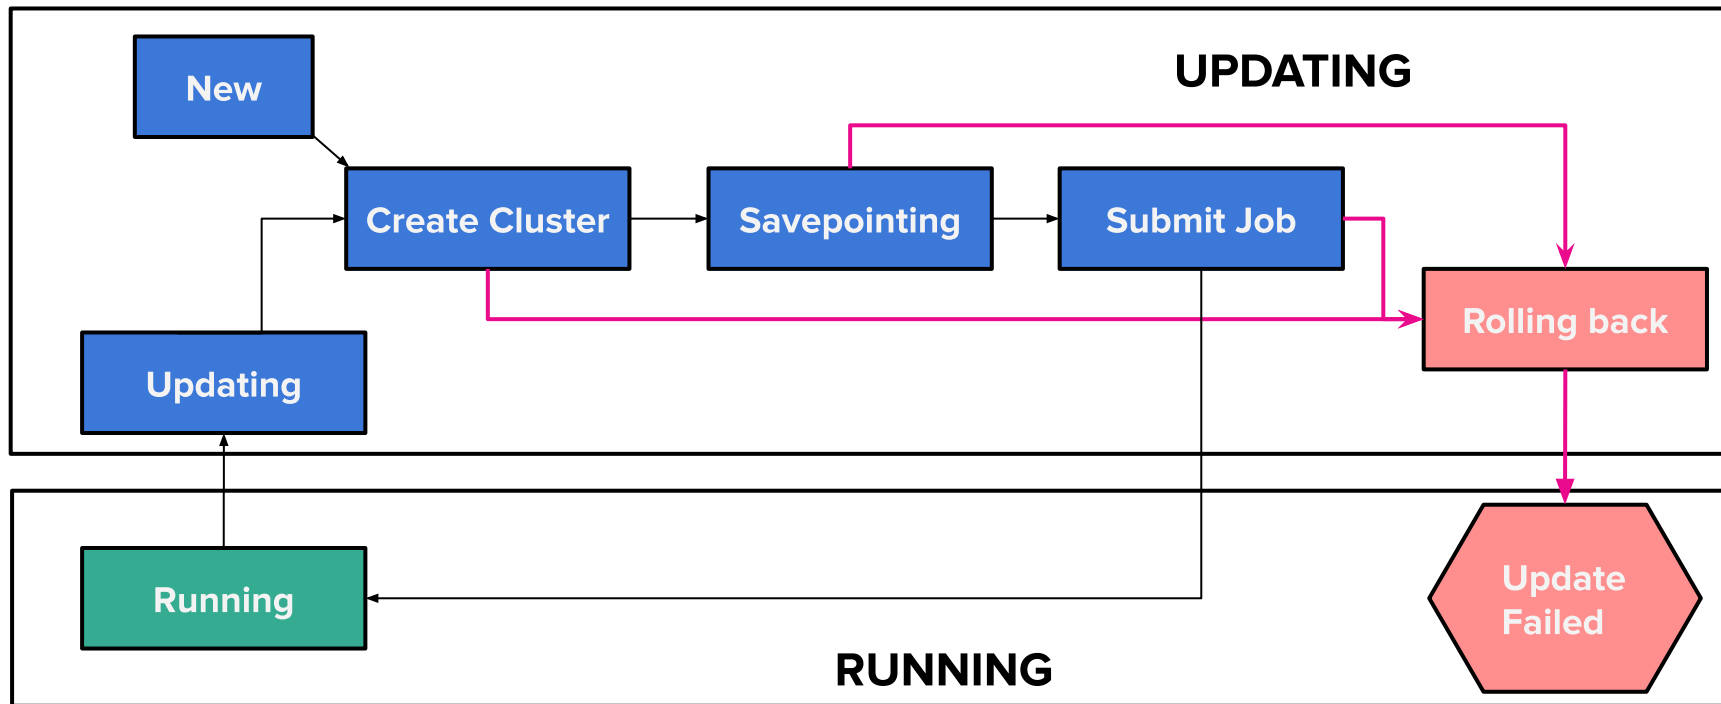 UPDATING
New
Create Cluster
Savepointing
Submit Job
Rolling back
Updating
Running
Update
Failed
RUNNING